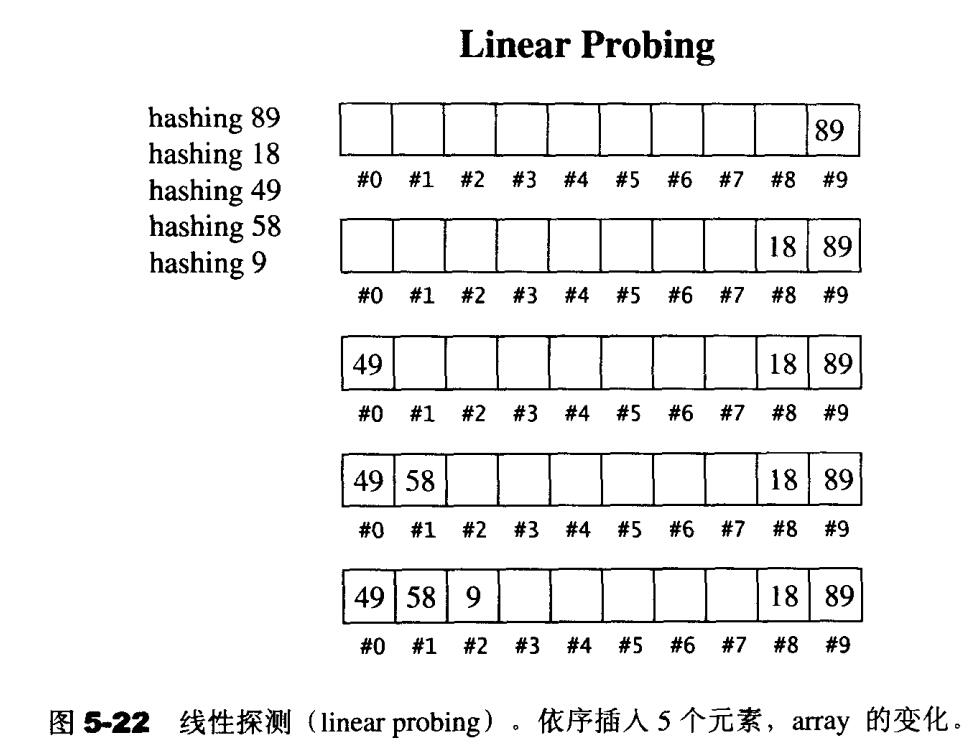 Linear Probing
hashing 89
hashing 18
hashing 49
hashing 58
hashing 9
89
#0 #1 #2 #3 #4 #5 #6 #7 #8 #9
18 89
#0 #1 #2 #3 #4 #5 #6 #7 #8 #9
49 18 89
#0 #1 #2 #3 #4 #5 #6 #7 #8 #9
49 58 18 89
#0 #1 #2 #3 #4 #5 #6 #7 #8 #9
49 58 9 18 89
#0 #1 #2 #3 #4 #5 #6 #7 #8 #9
图 5-22 线性探测（linear probing）。依序插入 5 个元素，array 的变化。